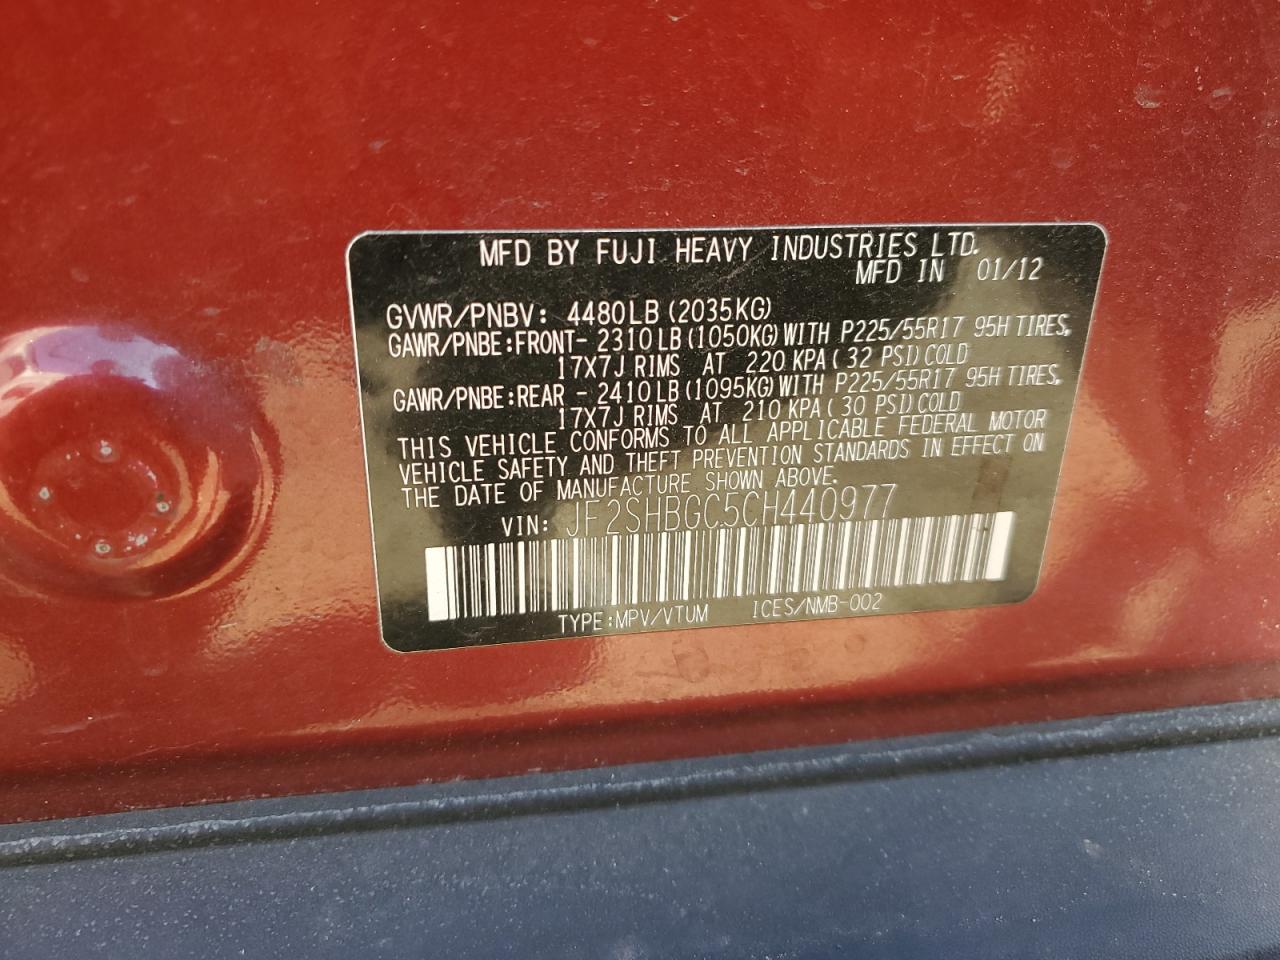 MFD BY FUJI HEAVY INDUSTRIES LTD.
MFD IN 01/12
GVWR/PNBV: 4480LB (2035KG)
GAWR/PNBE:FRONT- 2310LB (1050KG) WITH P225/55R17 95H TIRES,
17X7J RIMS AT 220 KPA (32 PSI) COLD
GAWR/PNBE:REAR - 2410LB (1095KG) WITH P225/55R17 95H TIRES,
17X7J RIMS AT 210 KPA (30 PSI) COLD
THIS VEHICLE CONFORMS TO ALL APPLICABLE FEDERAL MOTOR
VEHICLE SAFETY AND THEFT PREVENTION STANDARDS IN EFFECT ON
THE DATE OF MANUFACTURE SHOWN ABOVE.
VIN: JF2SHBGC5CH440977
TYPE:MPV/VTUM ICES/NMB-002